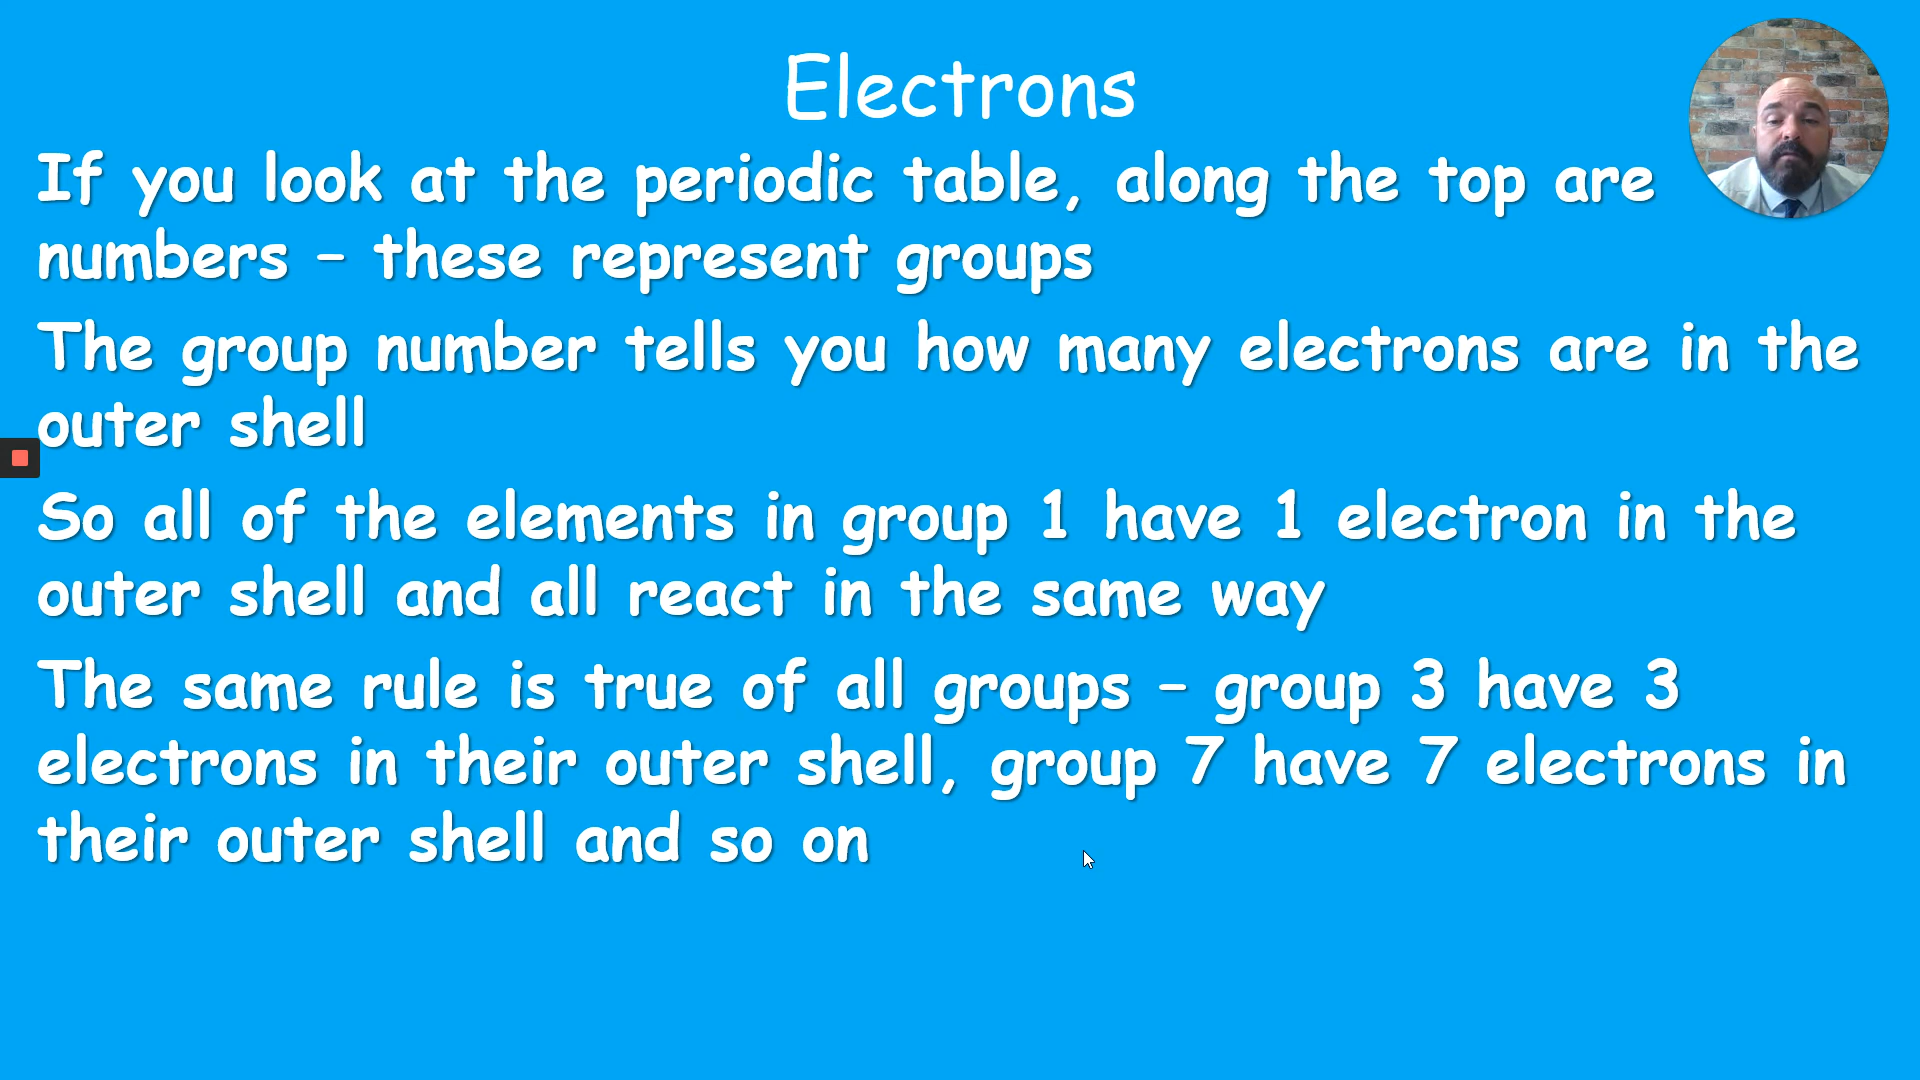 Electrons
If you look at the periodic table, along the top are
numbers – these represent groups
The group number tells you how many electrons are in the
outer shell
So all of the elements in group 1 have 1 electron in the
outer shell and all react in the same way
The same rule is true of all groups – group 3 have 3
electrons in their outer shell, group 7 have 7 electrons in
their outer shell and so on